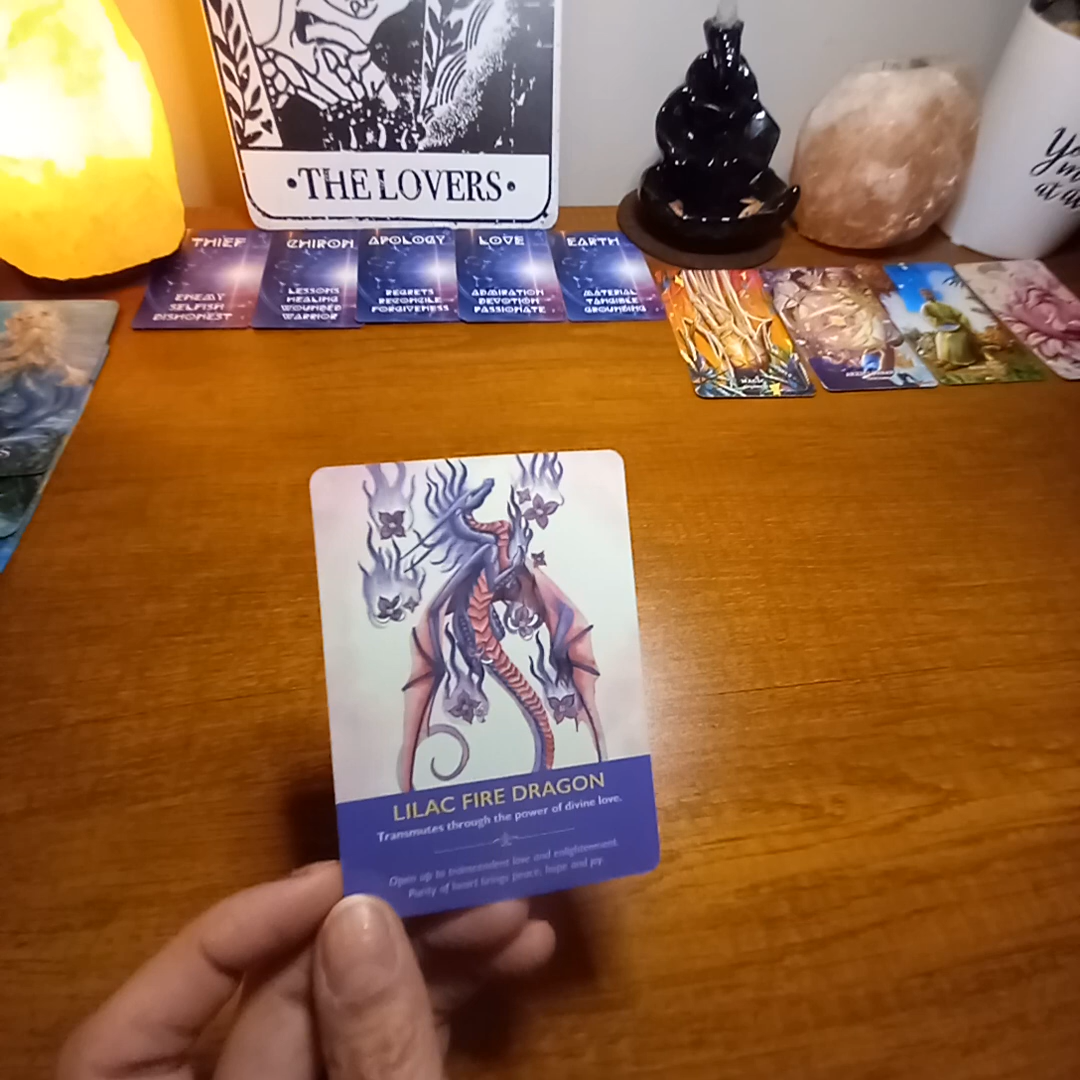 •THE LOVERS•
THIEF
ENEMY
SELFISH
DISHONEST
CHIRON
LESSONS
HEALING
WOUNDED
WARRIOR
APOLOGY
REGRETS
RECONCILE
FORGIVENESS
LOVE
ADMIRATION
DEVOTION
PASSIONATE
EARTH
MATERIAL
TANGIBLE
GROUNDING
LILAC FIRE DRAGON
Transmutes through the power of divine love.
Open up to transcendent love and enlightenment.
Purity of heart brings peace, hope and joy.